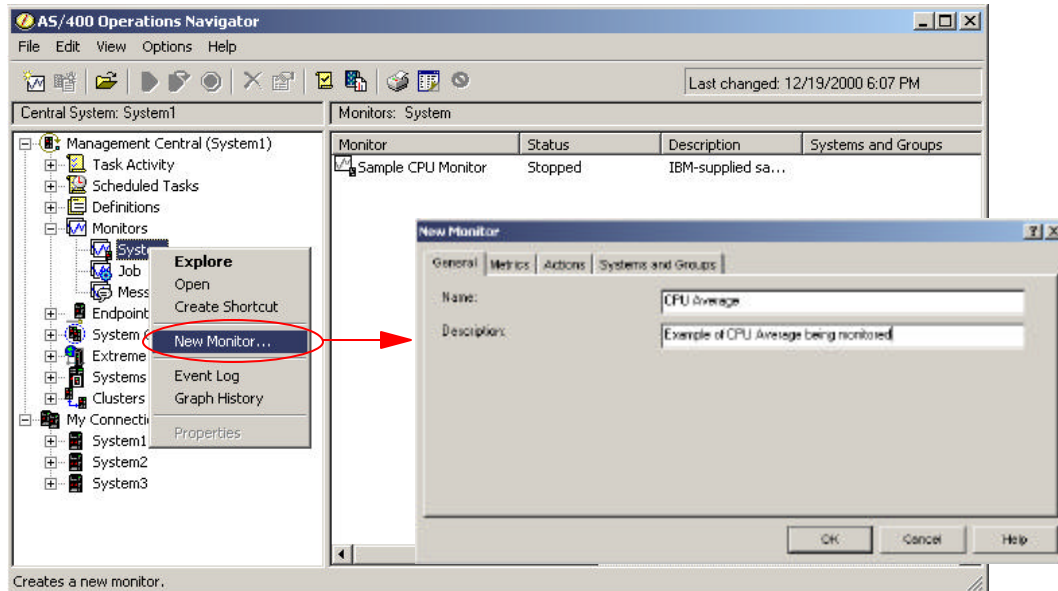 AS/400 Operations Navigator
File Edit View Options Help
Last changed: 12/19/2000 6:07 PM
Central System: System1
Monitors: System
Management Central (System1)
Task Activity
Scheduled Tasks
Definitions
Monitors
Syst
Job
Mess
Endpoint
System (
Extreme
Systems
Clusters
My Connecti
System1
System2
System3
Explore
Open
Create Shortcut
New Monitor...
Event Log
Graph History
Properties
Monitor Status Description Systems and Groups
Sample CPU Monitor Stopped IBM-supplied sa...
New Monitor
General Metrics Actions Systems and Groups
Name: CPU Average
Description: Example of CPU Average being monitored
OK Cancel Help
Creates a new monitor.